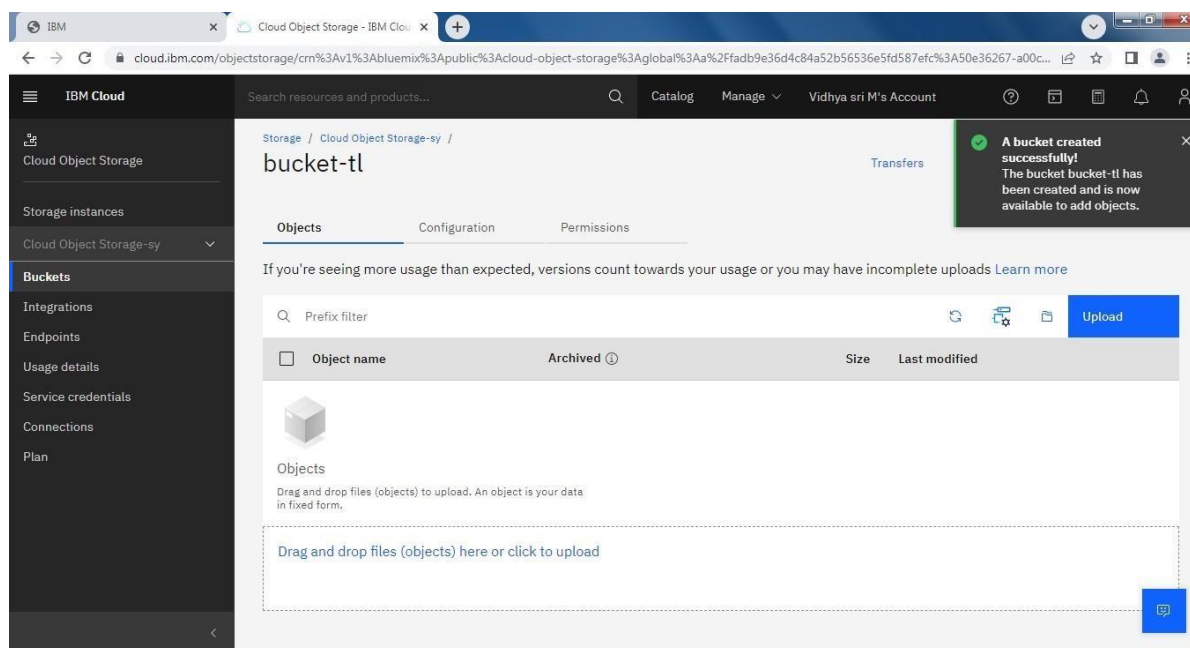 IBM
Cloud Object Storage - IBM Clou
cloud.ibm.com/objectstorage/crn%3Av1%3Abluemix%3Apublic%3Acloud-object-storage%3Aglobal%3Aa%2Ffadb9e36d4c84a52b56536e5fd587efc%3A50e36267-a00c...
IBM Cloud
Search resources and products...
Catalog
Manage
Vidhya sri M's Account
Cloud Object Storage
Storage instances
Cloud Object Storage-sy
Buckets
Integrations
Endpoints
Usage details
Service credentials
Connections
Plan
Storage / Cloud Object Storage-sy /
bucket-tl
Transfers
A bucket created
successfully!
The bucket bucket-tl has
been created and is now
available to add objects.
Objects
Configuration
Permissions
If you're seeing more usage than expected, versions count towards your usage or you may have incomplete uploads Learn more
Prefix filter
Upload
Object name
Archived
Size
Last modified
Objects
Drag and drop files (objects) to upload. An object is your data
in fixed form.
Drag and drop files (objects) here or click to upload